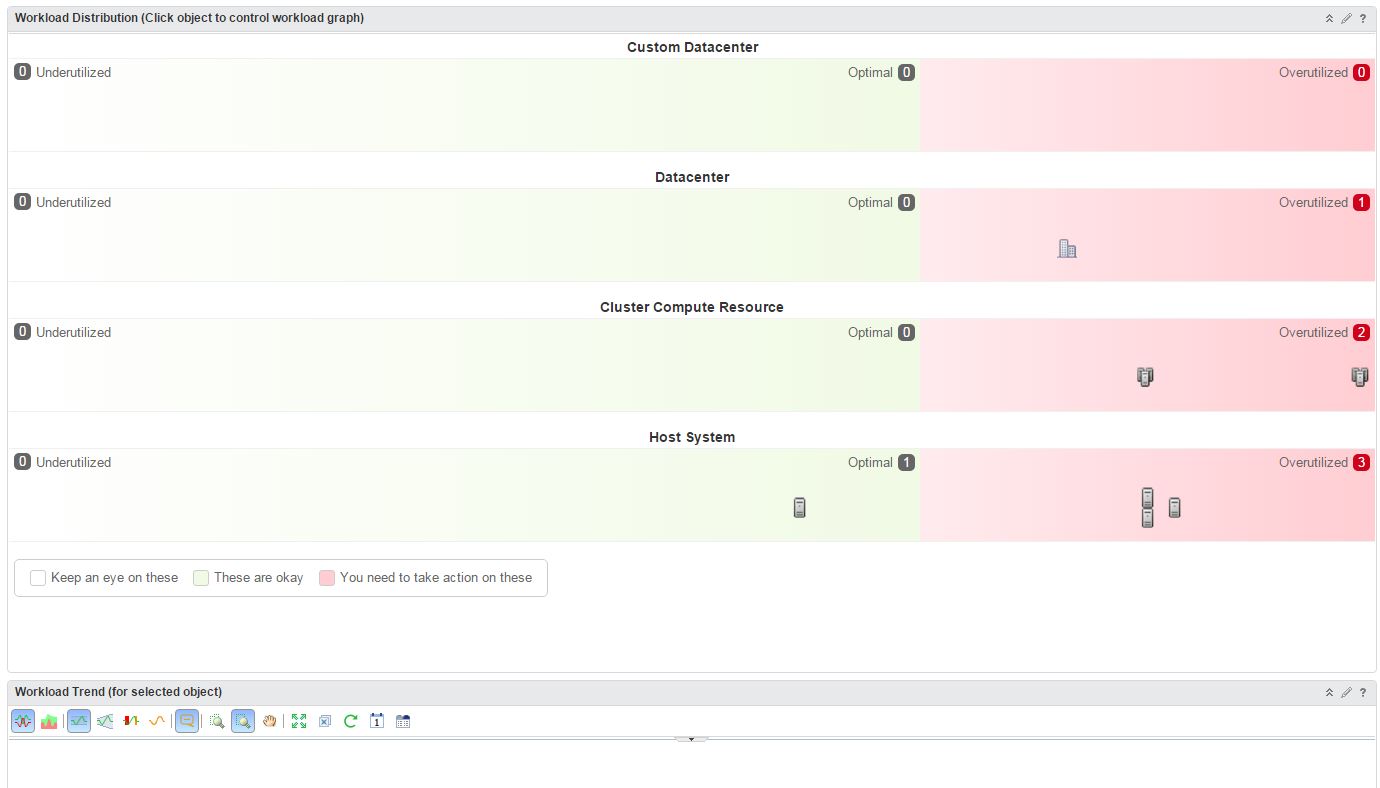 Workload Distribution (Click object to control workload graph) ?
Custom Datacenter
0 Underutilized Optimal 0 Overutilized 0
Datacenter
0 Underutilized Optimal 0 Overutilized 1
Cluster Compute Resource
0 Underutilized Optimal 0 Overutilized 2
Host System
0 Underutilized Optimal 1 Overutilized 3
Keep an eye on these These are okay You need to take action on these
Workload Trend (for selected object) ?
1